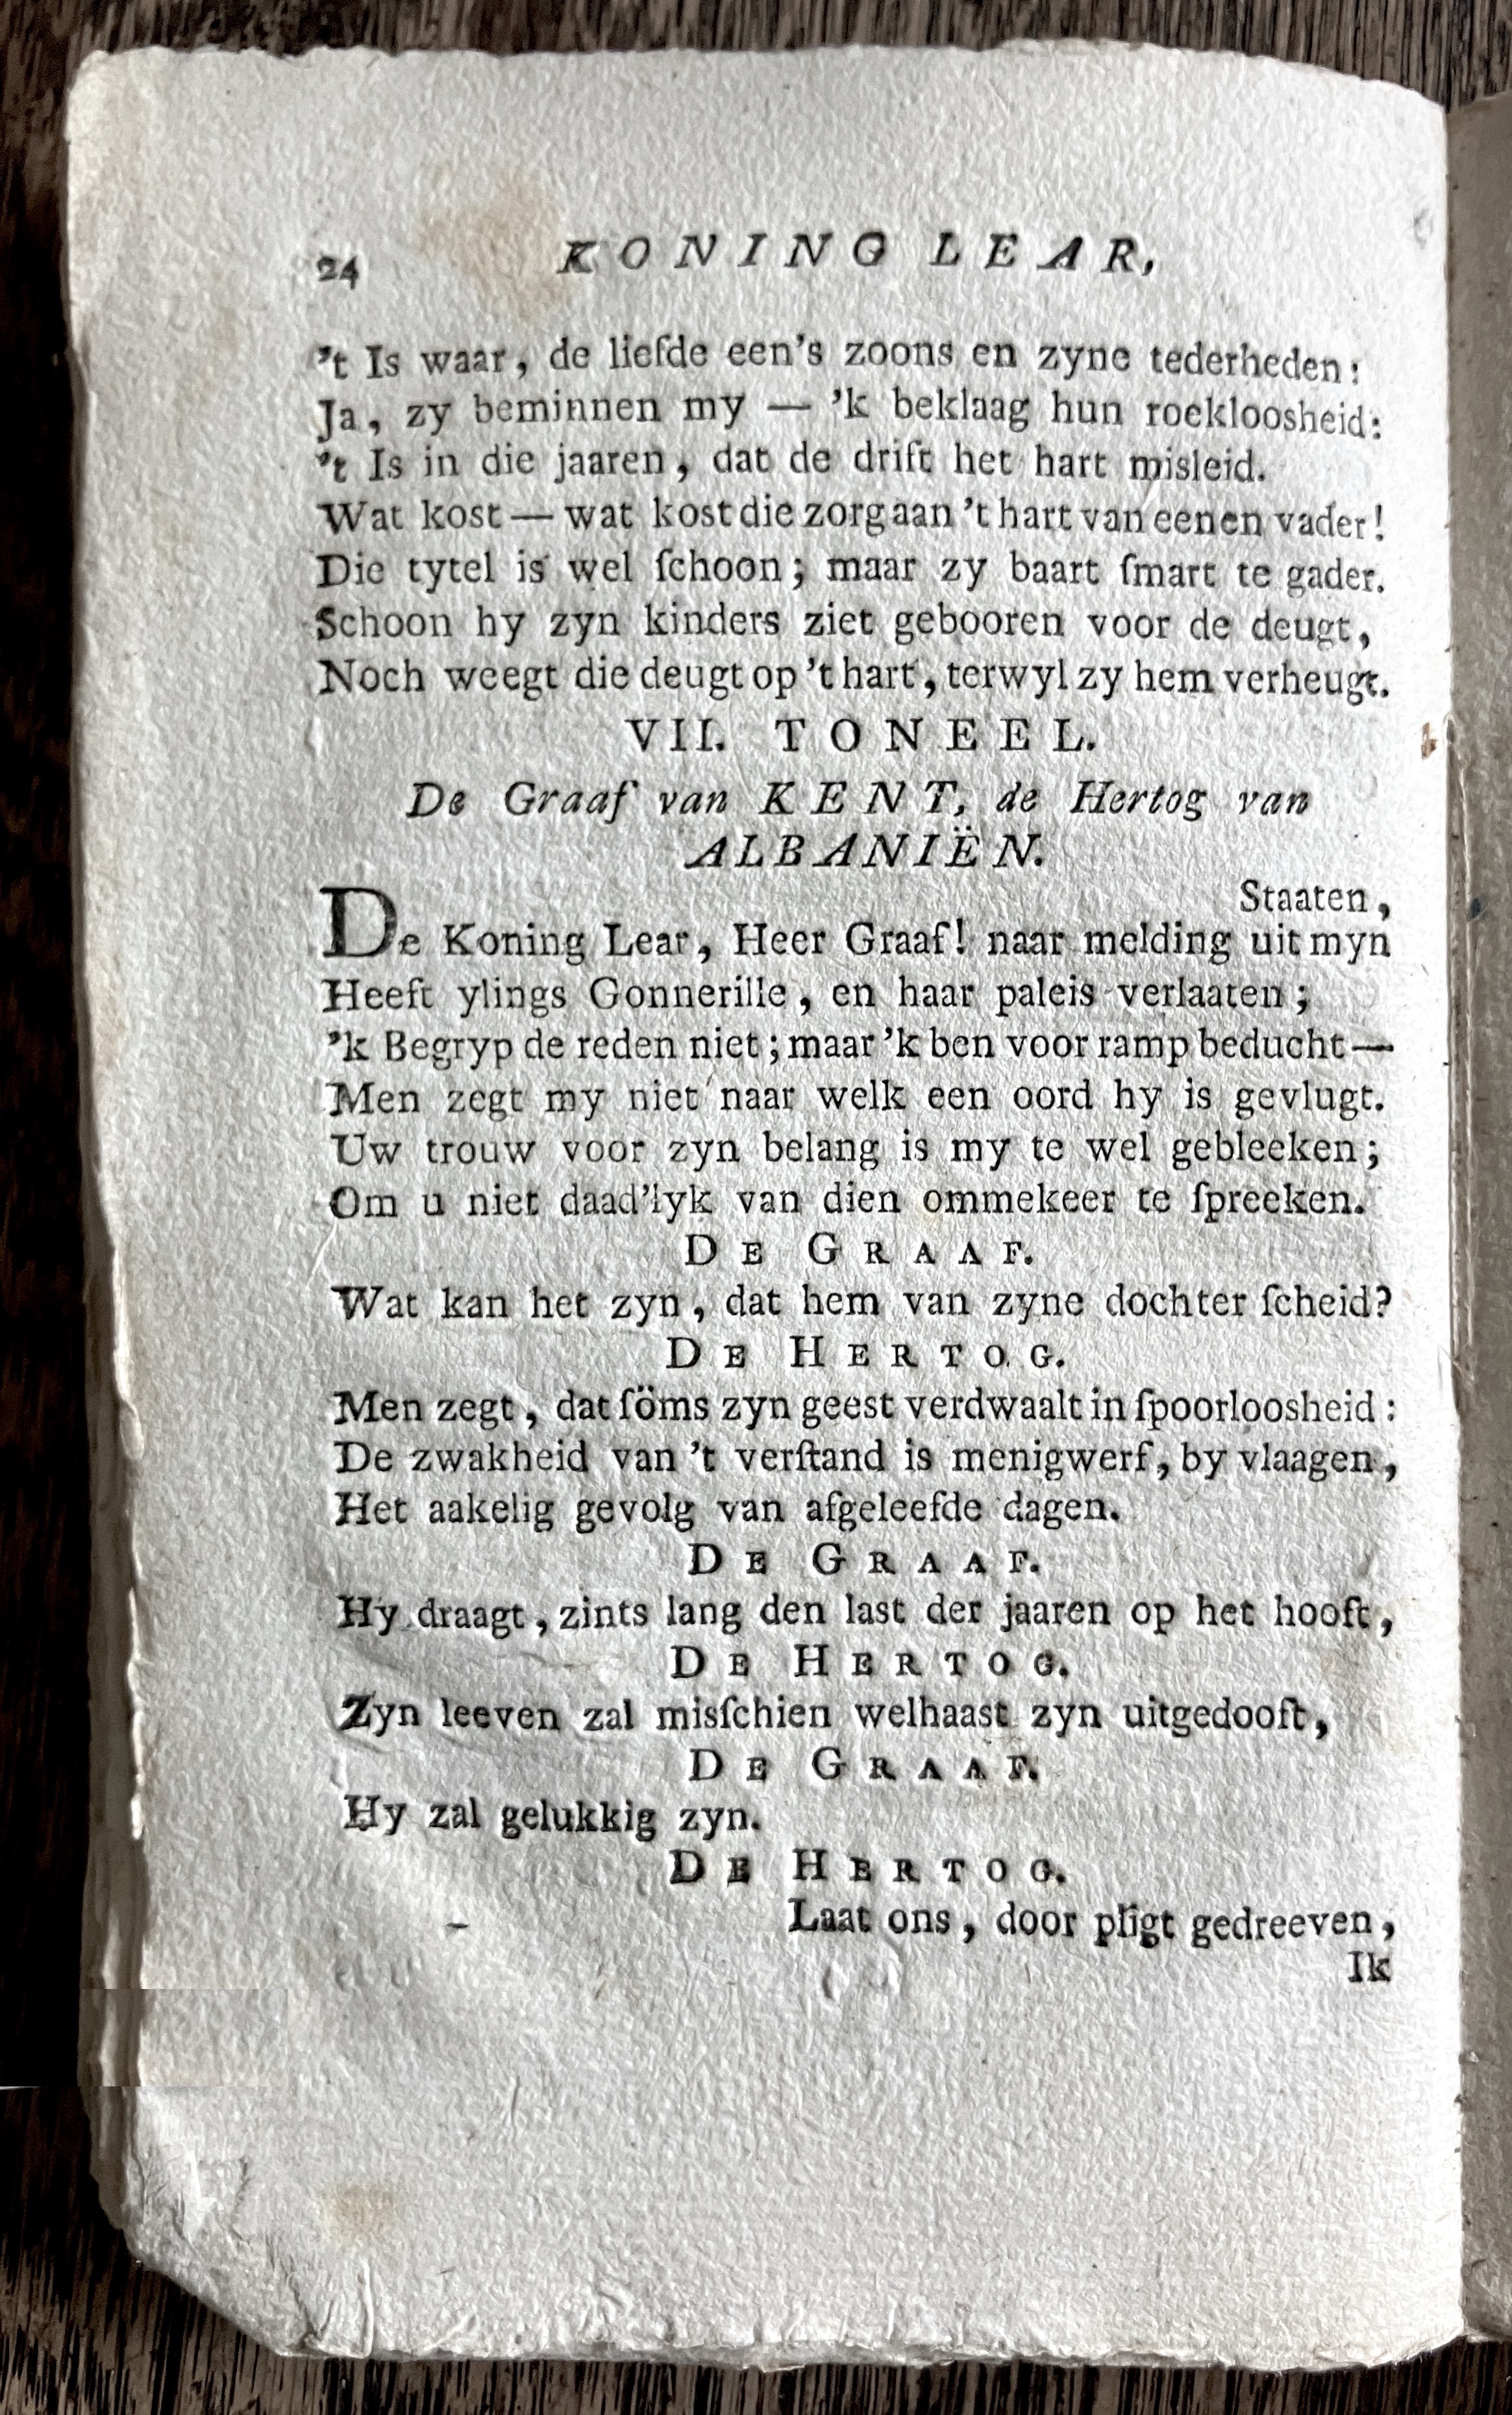 24 KONING LEAR,
't Is waar, de liefde een's zoons en zyne tederheden:
Ja, zy beminnen my — 'k beklaag hun roekloosheid:
't Is in die jaaren, dat de drift het hart misleid.
Wat kost — wat kost die zorg aan 't hart van eenen vader!
Die tytel is wel ſchoon; maar zy baart ſmart te gader.
Schoon hy zyn kinders ziet gebooren voor de deugt,
Noch weegt die deugt op 't hart, terwyl zy hem verheugt.
VII. TONEEL.
De Graaf van KENT, de Hertog van
ALBANIËN.
Staaten,
De Koning Lear, Heer Graaf! naar melding uit myn
Heeft ylings Gonnerille, en haar paleis verlaaten;
'k Begryp de reden niet; maar 'k ben voor ramp beducht —
Men zegt my niet naar welk een oord hy is gevlugt.
Uw trouw voor zyn belang is my te wel gebleeken;
Om u niet daad'lyk van dien ommekeer te ſpreeken.
DE GRAAF.
Wat kan het zyn, dat hem van zyne dochter ſcheid?
DE HERTOG.
Men zegt, dat ſöms zyn geest verdwaalt in ſpoorloosheid:
De zwakheid van 't verſtand is menigwerf, by vlaagen,
Het aakelig gevolg van afgeleefde dagen.
DE GRAAF.
Hy draagt, zints lang den last der jaaren op het hooft,
DE HERTOG.
Zyn leeven zal misſchien welhaast zyn uitgedooft,
DE GRAAF.
Hy zal gelukkig zyn.
DE HERTOG.
Laat ons, door pligt gedreeven,
Ik